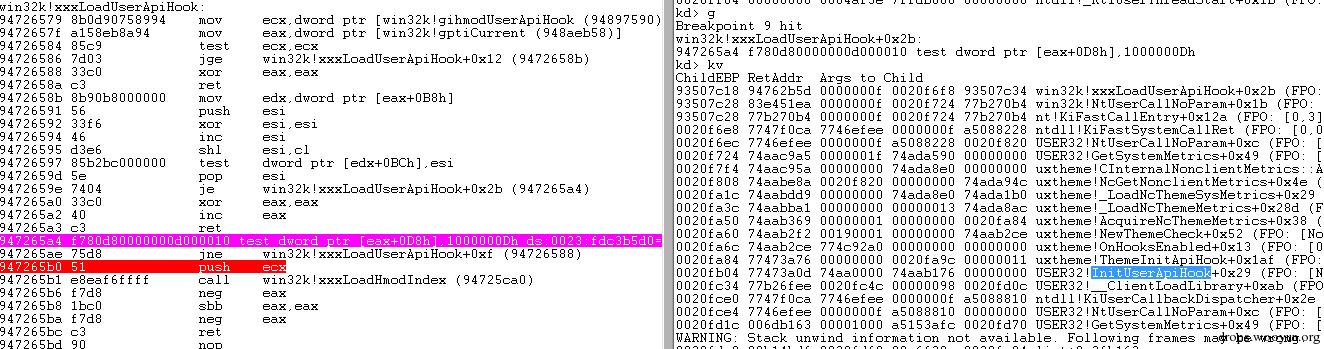 win32k!xxxLoadUserApiHook:
94726579 8b0d90758994 mov ecx,dword ptr [win32k!gihmodUserApiHook (94897590)]
9472657f a158eb8a94 mov eax,dword ptr [win32k!gptiCurrent (948aeb58)]
94726584 85c9 test ecx,ecx
94726586 7d03 jge win32k!xxxLoadUserApiHook+0x12 (9472658b)
94726588 33c0 xor eax,eax
9472658a c3 ret
9472658b 8b90b8000000 mov edx,dword ptr [eax+0B8h]
94726591 56 push esi
94726592 33f6 xor esi,esi
94726594 46 inc esi
94726595 d3e6 shl esi,cl
94726597 85b2bc000000 test dword ptr [edx+0BCh],esi
9472659d 5e pop esi
9472659e 7404 je win32k!xxxLoadUserApiHook+0x2b (947265a4)
947265a0 33c0 xor eax,eax
947265a2 40 inc eax
947265a3 c3 ret
947265a4 f780d80000000d000010 test dword ptr [eax+0D8h],1000000Dh ds:0023:fdc3b5d0=
947265ae 75d8 jne win32k!xxxLoadUserApiHook+0xf (94726588)
947265b0 51 push ecx
947265b1 e8eaf6ffff call win32k!xxxLoadHmodIndex (94725ca0)
947265b6 f7d8 neg eax
947265b8 1bc0 sbb eax,eax
947265ba f7d8 neg eax
947265bc c3 ret
947265bd 90 nop
kd> g
Breakpoint 9 hit
win32k!xxxLoadUserApiHook+0x2b:
947265a4 f780d80000000d000010 test dword ptr [eax+0D8h],1000000Dh
kd> kv
ChildEBP RetAddr Args to Child
93507c18 94762b5d 0000000f 0020f6f8 93507c34 win32k!xxxLoadUserApiHook+0x2b (FPO:
93507c28 83e451ea 0000000f 0020f724 77b270b4 win32k!NtUserCallNoParam+0x1b (F
93507c28 77b270b4 0000000f 0020f724 77b270b4 nt!KiFastCallEntry+0x12a (FPO: [0,3]
0020f6e8 7747f0ca 7746efee 0000000f a5088228 ntdll!KiFastSystemCallRet (FPO: [0,0
0020f6ec 7746efee 0000000f a5088228 0020f820 USER32!NtUserCallNoParam+0xc (FPO: [
0020f724 74aac9a5 0000001f 74ada590 00000000 USER32!GetSystemMetrics+0x49 (FPO: [
0020f7f4 74aac95a 00000000 74ada8e0 00000000 uxtheme!CInternalNonclientMetrics::A
0020f808 74aabe8a 0020f820 00000000 74ada94c uxtheme!NcGetNonclientMetrics+0x4e (
0020fa1c 74aabdd9 00000000 74ada8e0 74ada8e0 uxtheme!_LoadNcThemeSysMetrics+0x29
0020fa3c 74aabba1 00000000 00000013 74ada8ac uxtheme!_LoadNcThemeMetrics+0x28d (F
0020fa50 74aab369 00000001 00000000 0020fa84 uxtheme!AcquireNcThemeMetrics+0x38 (
0020fa60 74aab2f2 00190001 00000000 00000000 uxtheme!NewThemeCheck+0x52 (FPO: [No
0020fa6c 74aab2ce 774c92a0 00000000 00000000 uxtheme!OnHooksEnabled+0x13 (FPO: [0
0020fa84 77473a76 00000000 0020fa9c 00000011 uxtheme!ThemeInitApiHook+0x1af (FPO:
0020fb04 77473a0d 74aa0000 74aab176 00000000 USER32!InitUserApiHook+0x29 (FPO: [N
0020fc34 77b26fee 0020fc4c 00000098 0020fd0c USER32!__ClientLoadLibrary+0xab (FPO
0020fce0 7747f0ca 7746efee 0000000f a5088810 ntdll!KiUserCallbackDispatcher+0x2e
0020fce4 7746efee 0000000f a5088810 00000000 USER32!NtUserCallNoParam+0xc (FPO: [
0020fd1c 006db163 00001000 a5153afc 0020fd70 USER32!GetSystemMetrics+0x49 (FPO: [
WARNING: Stack unwind information not available. Following frames may be wrong.
drops.wooyun.org